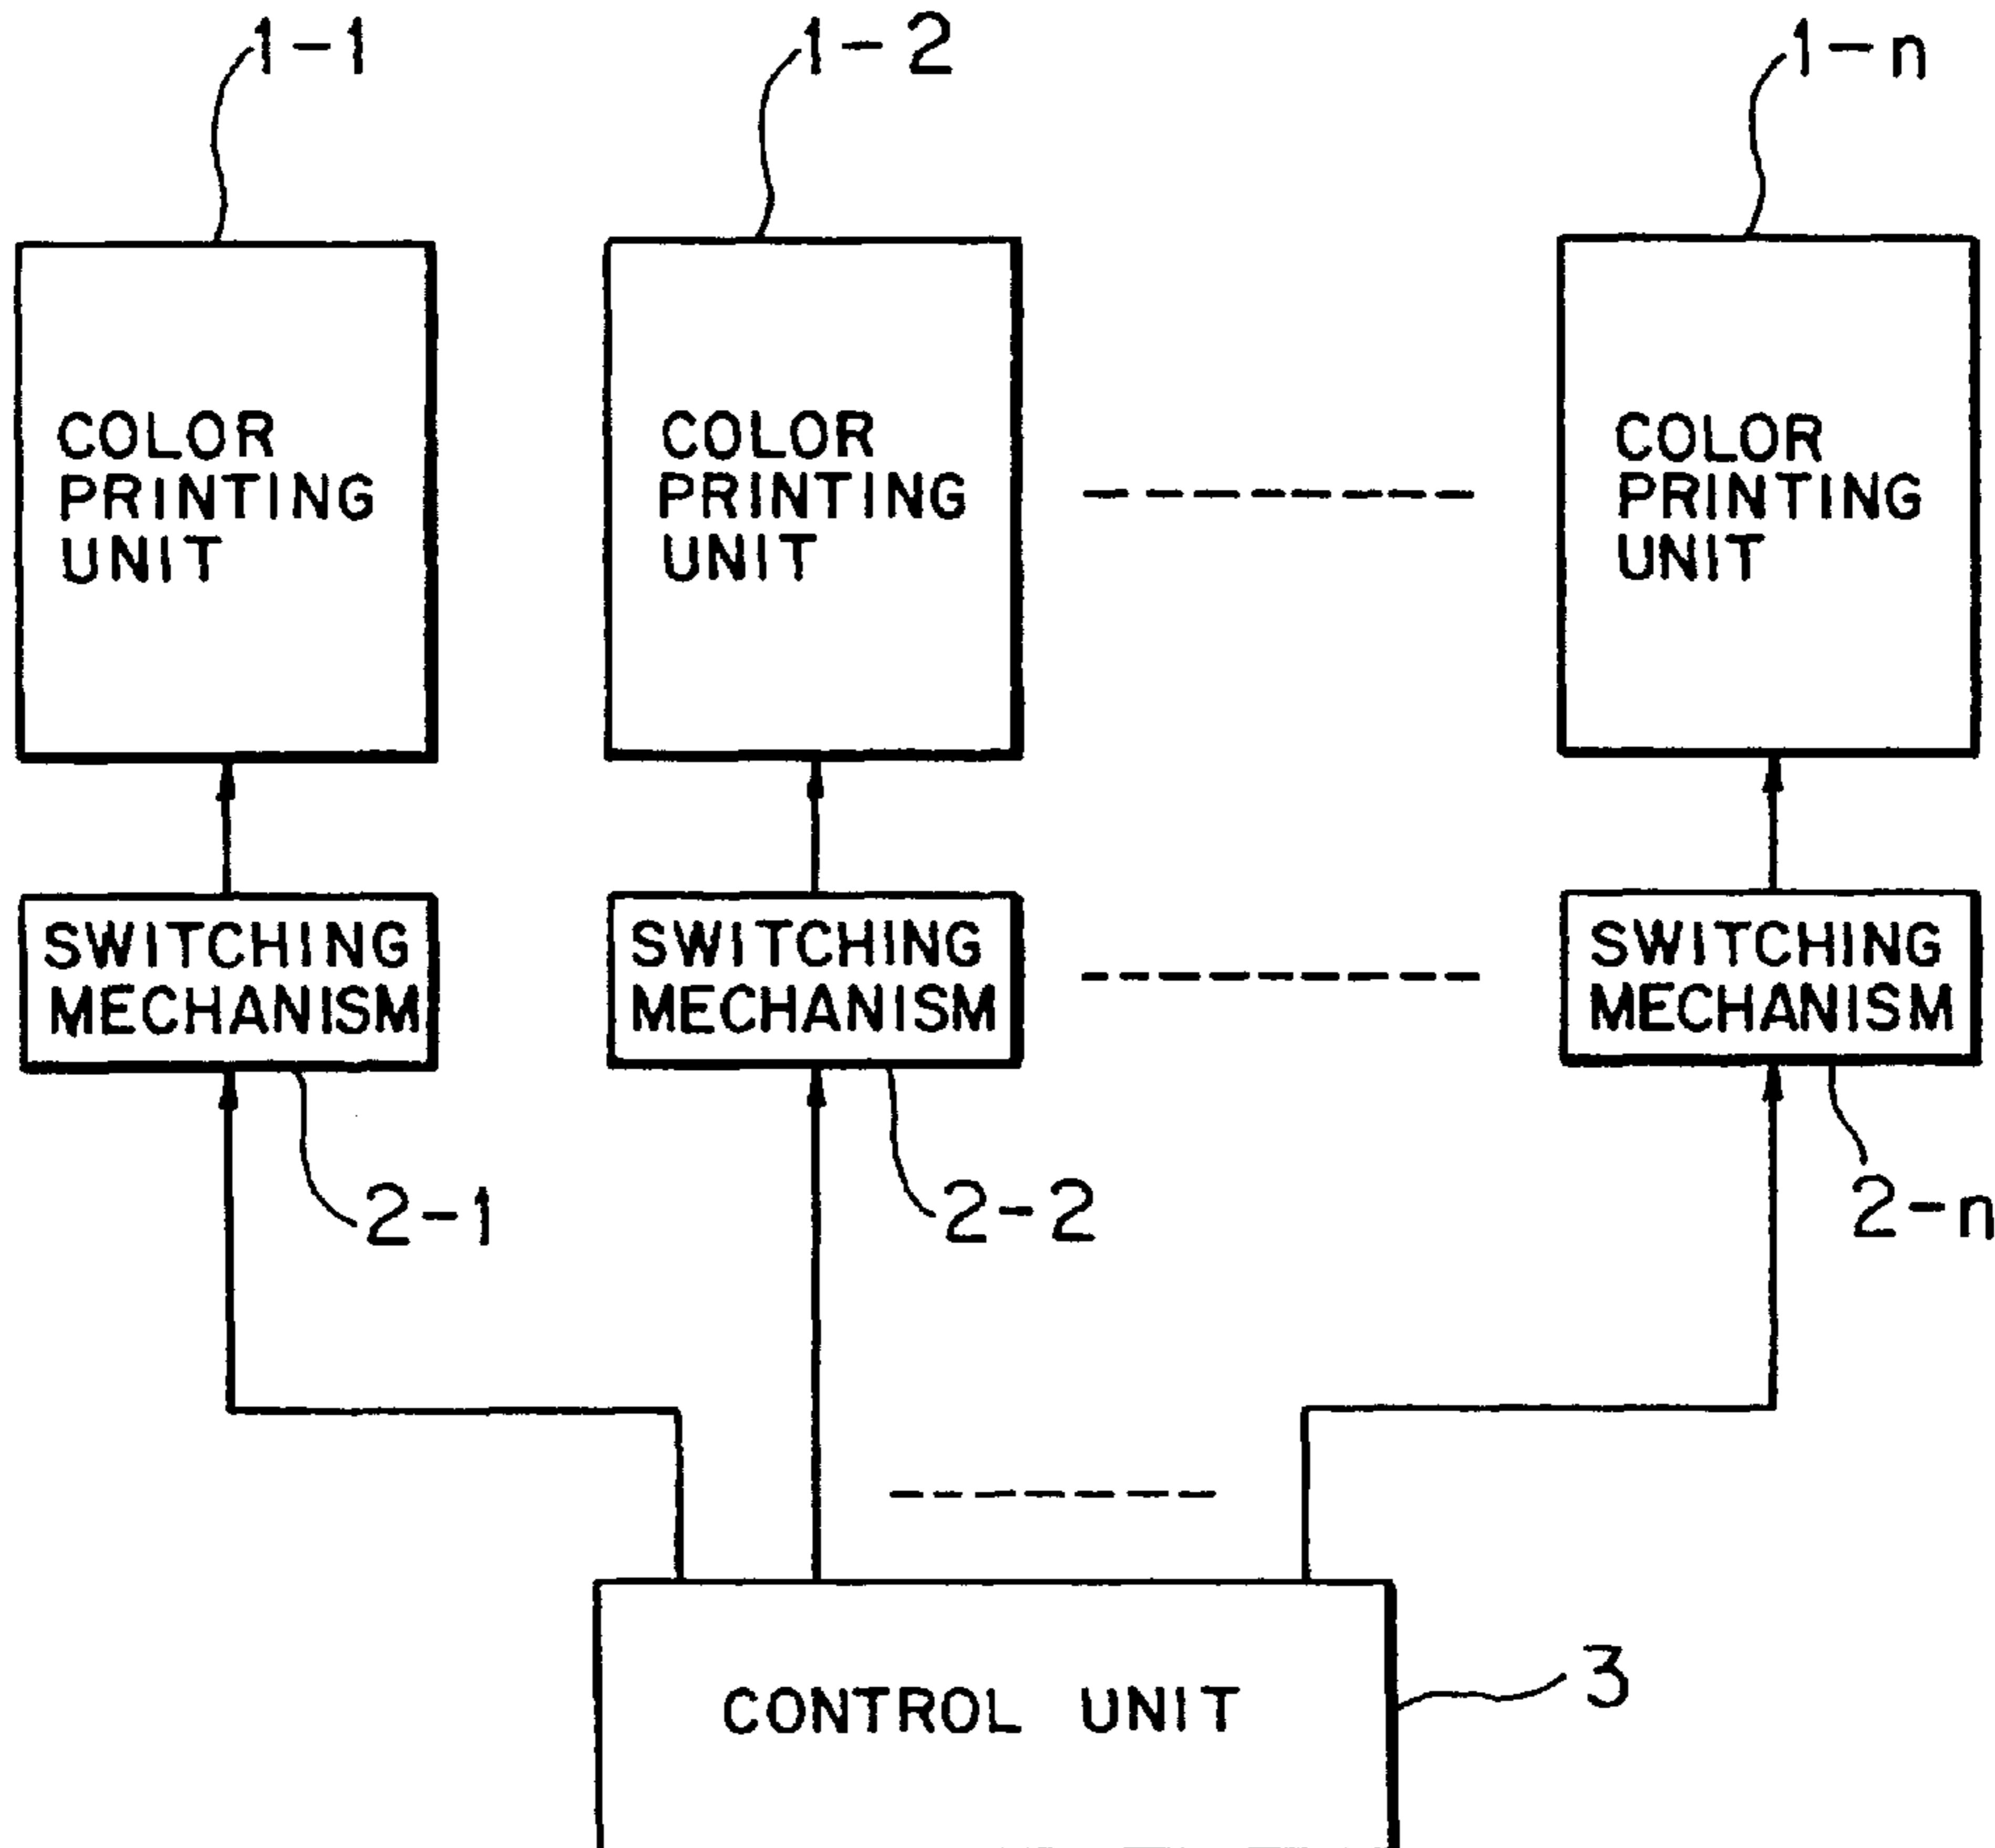 1-1
1-2
1-n
COLOR
PRINTING
UNIT
COLOR
PRINTING
UNIT
COLOR
PRINTING
UNIT
SWITCHING
MECHANISM
SWITCHING
MECHANISM
SWITCHING
MECHANISM
2-1
2-2
2-n
CONTROL UNIT
3